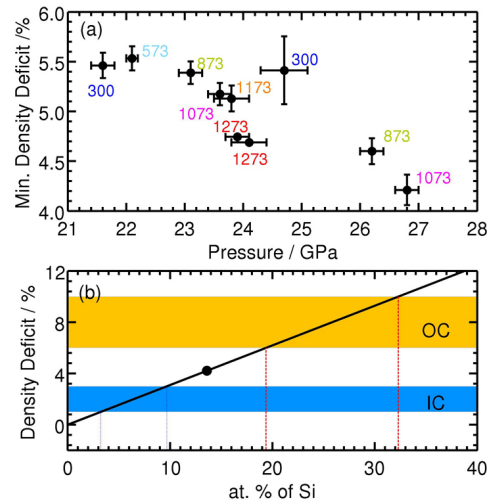 (a)
Min. Density Deficit /%
6.0
5.5
5.0
4.5
4.0
300
573
873
1073
1173
1273
1273
300
873
1073
21 22 23 24 25 26 27 28
Pressure / GPa
(b)
Density Deficit / %
12
8
4
0
OC
IC
0 10 20 30 40
at. % of Si